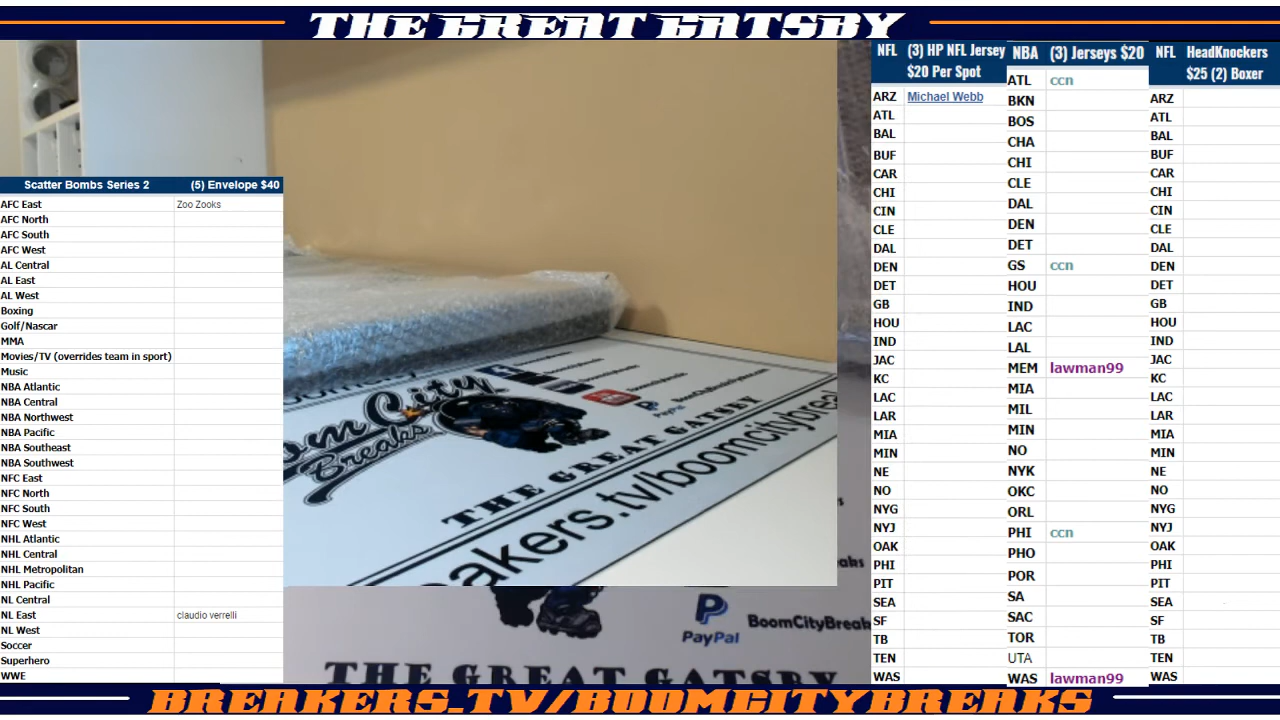 THE GREAT GATSBY
Scatter Bombs Series 2 (5) Envelope $40
AFC East Zoo Zooks
AFC North
AFC South
AFC West
AL Central
AL East
AL West
Boxing
Golf/Nascar
MMA
Movies/TV (overrides team in sport)
Music
NBA Atlantic
NBA Central
NBA Northwest
NBA Pacific
NBA Southeast
NBA Southwest
NFC East
NFC North
NFC South
NFC West
NHL Atlantic
NHL Central
NHL Metropolitan
NHL Pacific
NL Central
NL East claudio verrelli
NL West
Soccer
Superhero
WWE
PayPal
Boom City
Breaks
THE GREAT GATSBY
akers.tv/boomcitybreak
PayPal
BoomCityBreak
THE GREAT GATSBY
NFL (3) HP NFL Jersey
$20 Per Spot
ARZ Michael Webb
ATL
BAL
BUF
CAR
CHI
CIN
CLE
DAL
DEN
DET
GB
HOU
IND
JAC
KC
LAC
LAR
MIA
MIN
NE
NO
NYG
NYJ
OAK
PHI
PIT
SEA
SF
TB
TEN
WAS
NBA (3) Jerseys $20
ATL ccn
BKN
BOS
CHA
CHI
CLE
DAL
DEN
DET
GS ccn
HOU
IND
LAC
LAL
MEM lawman99
MIA
MIL
MIN
NO
NYK
OKC
ORL
PHI ccn
PHO
POR
SA
SAC
TOR
UTA
WAS lawman99
NFL HeadKnockers
$25 (2) Boxer
ARZ
ATL
BAL
BUF
CAR
CHI
CIN
CLE
DAL
DEN
DET
GB
HOU
IND
JAC
KC
LAC
LAR
MIA
MIN
NE
NO
NYG
NYJ
OAK
PHI
PIT
SEA
SF
TB
TEN
WAS
BREAKERS.TV/BOOMCITYBREAKS